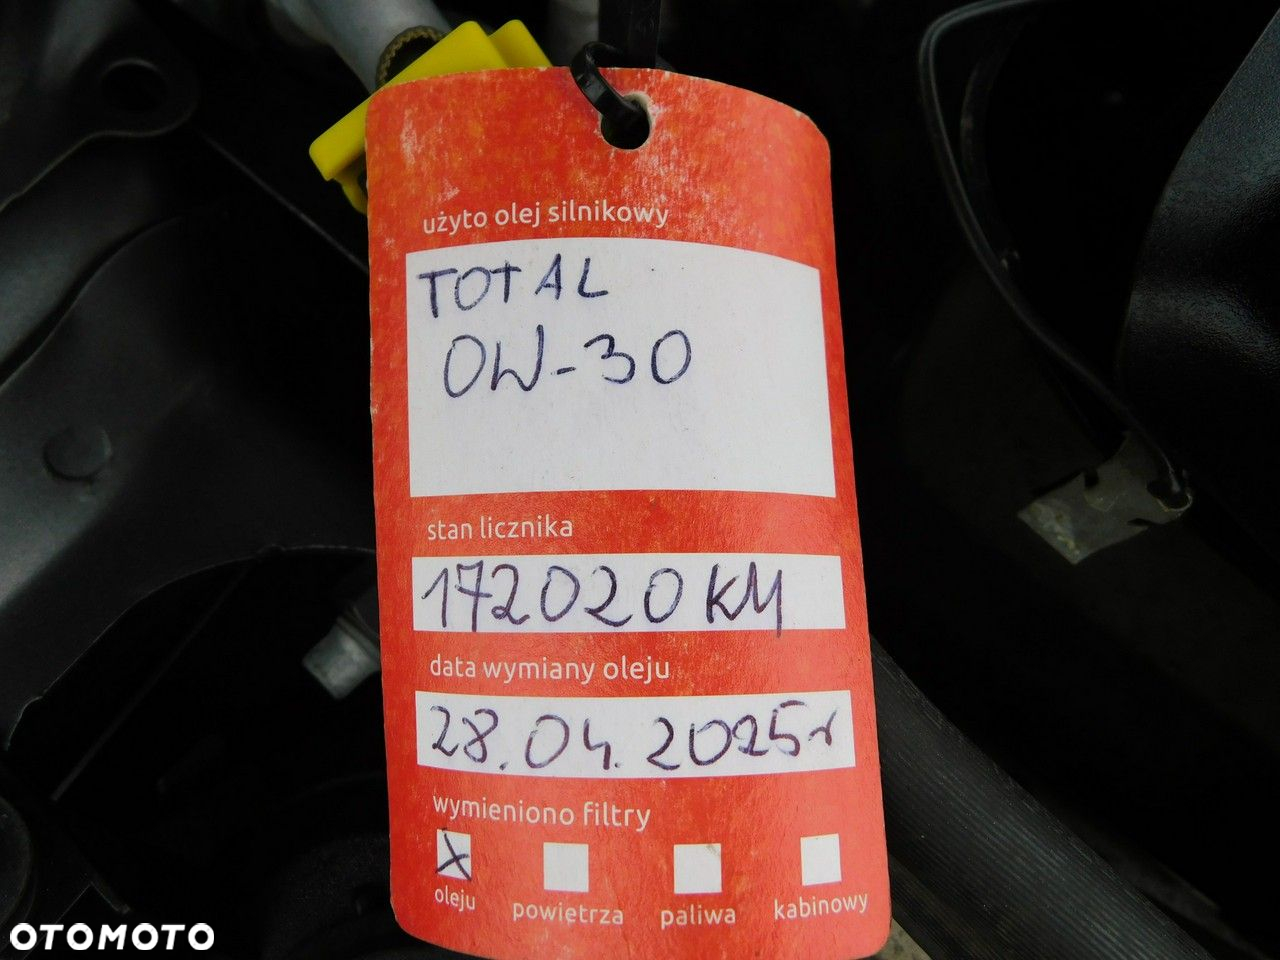 użyto olej silnikowy
TOTAL
0W-30
stan licznika
172020 KM
data wymiany oleju
28.04.2025r
wymieniono filtry
X
oleju powietrza paliwa kabinowy
OTOMOTO